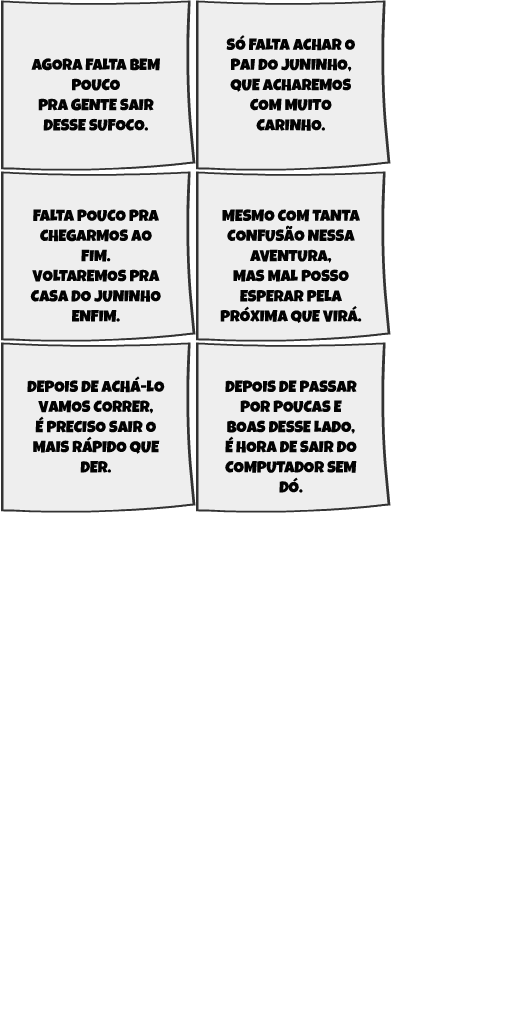 AGORA FALTA BEM
POUCO
PRA GENTE SAIR
DESSE SUFOCO.
SÓ FALTA ACHAR O
PAI DO JUNINHO,
QUE ACHAREMOS
COM MUITO
CARINHO.
FALTA POUCO PRA
CHEGARMOS AO
FIM.
VOLTAREMOS PRA
CASA DO JUNINHO
ENFIM.
MESMO COM TANTA
CONFUSÃO NESSA
AVENTURA,
MAS MAL POSSO
ESPERAR PELA
PRÓXIMA QUE VIRÁ.
DEPOIS DE ACHÁ-LO
VAMOS CORRER,
É PRECISO SAIR O
MAIS RÁPIDO QUE
DER.
DEPOIS DE PASSAR
POR POUCAS E
BOAS DESSE LADO,
É HORA DE SAIR DO
COMPUTADOR SEM
DÓ.